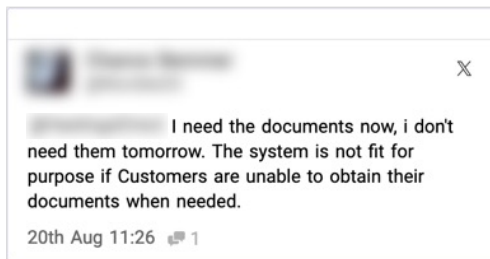 I need the documents now, i don't
need them tomorrow. The system is not fit for
purpose if Customers are unable to obtain their
documents when needed.
20th Aug 11:26 1